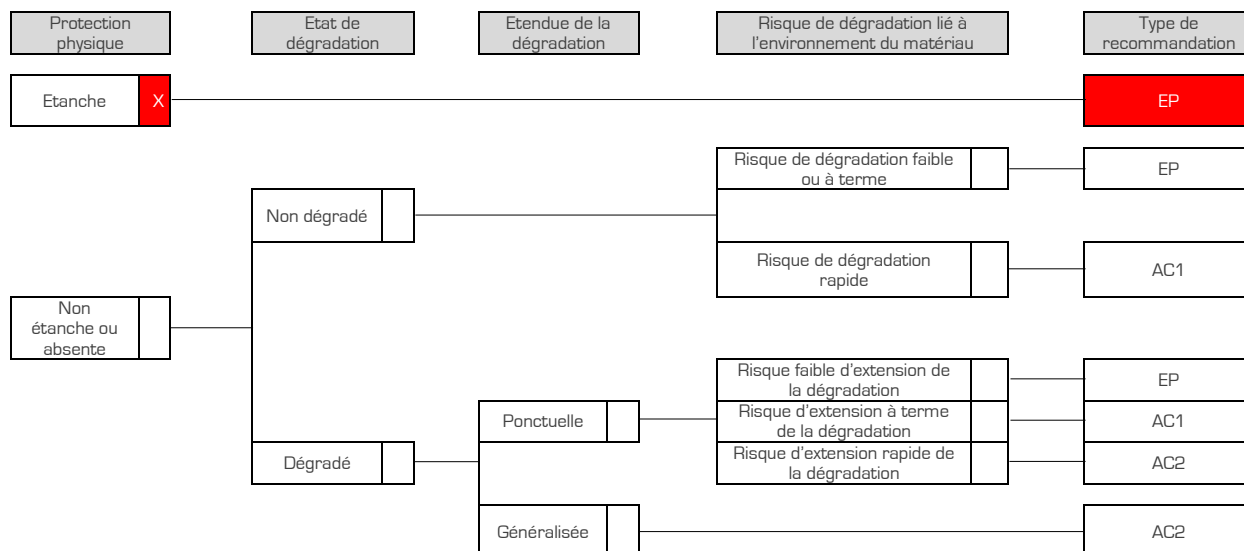 Protection
physique
Etat de
dégradation
Etendue de la
dégradation
Risque de dégradation lié à
l'environnement du matériau
Type de
recommandation
Etanche
X
EP
Risque de dégradation faible
ou à terme
EP
Non dégradé
Risque de dégradation
rapide
AC1
Non
étanche ou
absente
Risque faible d'extension de
la dégradation
EP
Ponctuelle
Risque d'extension à terme
de la dégradation
AC1
Dégradé
Risque d'extension rapide de
la dégradation
AC2
Généralisée
AC2